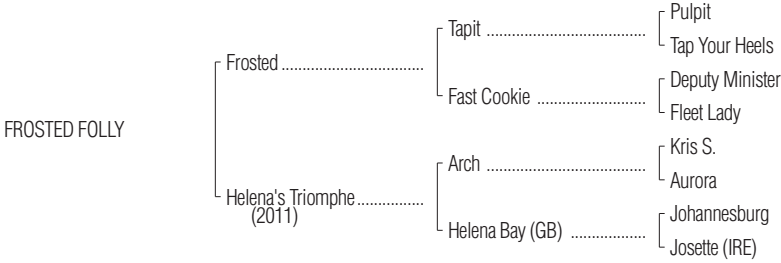 Pulpit
Tapit ..................................
Tap Your Heels
Frosted ...............................
Deputy Minister
Fast Cookie .......................
Fleet Lady
FROSTED FOLLY
Kris S.
Arch ..................................
Aurora
Helena's Triomphe ..............
(2011)
Johannesburg
Helena Bay (GB) ................
Josette (IRE)